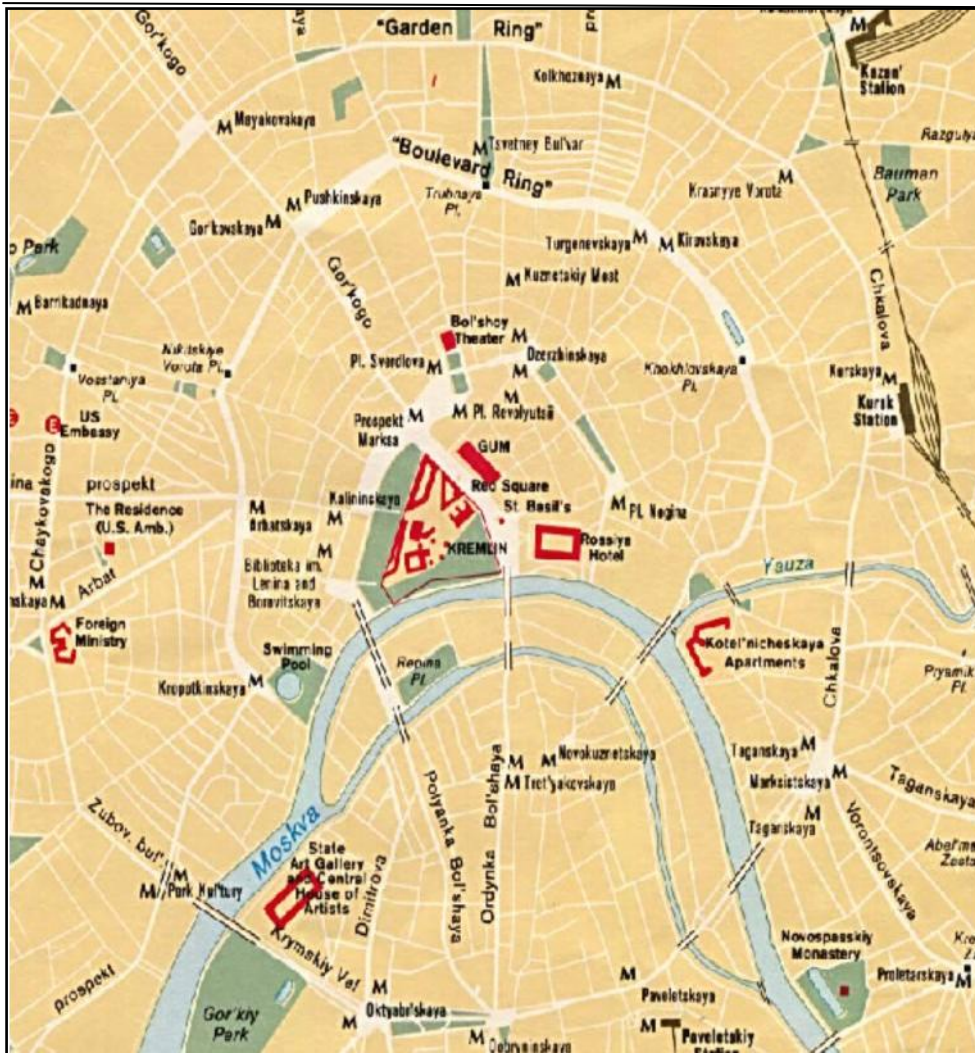 Gor'kogo
"Garden Ring"
M
Kazan'
Station
Kolkhoznaya M
M Mayakovskaya
M Tsvetney Bul'var
"Boulevard Ring"
Trubnaya
Pl.
Krasnyye Vorota
M
Bauman
Park
M Pushkinskaya
Gor'kovskaya M
Turgenevskaya M
M Kirovskaya
o Park
Gor'kogo
M Kuznetskiy Most
Chkalova
M Barrikadnaya
Bol'shoy
Theater
M
Dzerzhinskaya
M
Pl. Sverdlova M
Nikitskiye
Vorota Pl.
Khokhlovskaya
Pl.
Vosstaniya
Pl.
Kurskaya M
Kursk
Station
US
Embassy
E
E
Prospekt
Marksa
M
M Pl. Revolyutsii
M
GUM
Red Square
St. Basil's
Chaykovskogo
ina prospekt
The Residence
(U.S. Amb.)
Kalininskaya
M
M
Arbatskaya
M
Pl. Nogina
KREMLIN
Rossiya
Hotel
M
Biblioteka im.
Lenina and
Borovitskaya
Arbat
M
nskaya M
Yauza
Foreign
Ministry
Swimming
Pool
Repina
Pl.
Kotel'nicheskaya
Apartments
Chkalova
Kropotkinskaya M
M M Novokuznetskaya
M Tret'yakovskaya
Taganskaya M
Marksistskaya M
Taganskaya
Taganskaya
M
Vorontsovskaya
Polyanka Bol'shaya
Ordynka Bol'shaya
Zubov. bul'.
Moskva
State
Art Gallery
and Central
House of
Artists
Dimitrova
M
M Park Kul'tury
Krymskiy Val
prospekt
Gor'kiy
Park
Novospasskiy
Monastery
Proletarskaya M
M
Oktyabr'skaya
M
M
Paveletskaya
M
Dobryninskaya
M
Paveletskiy
Station